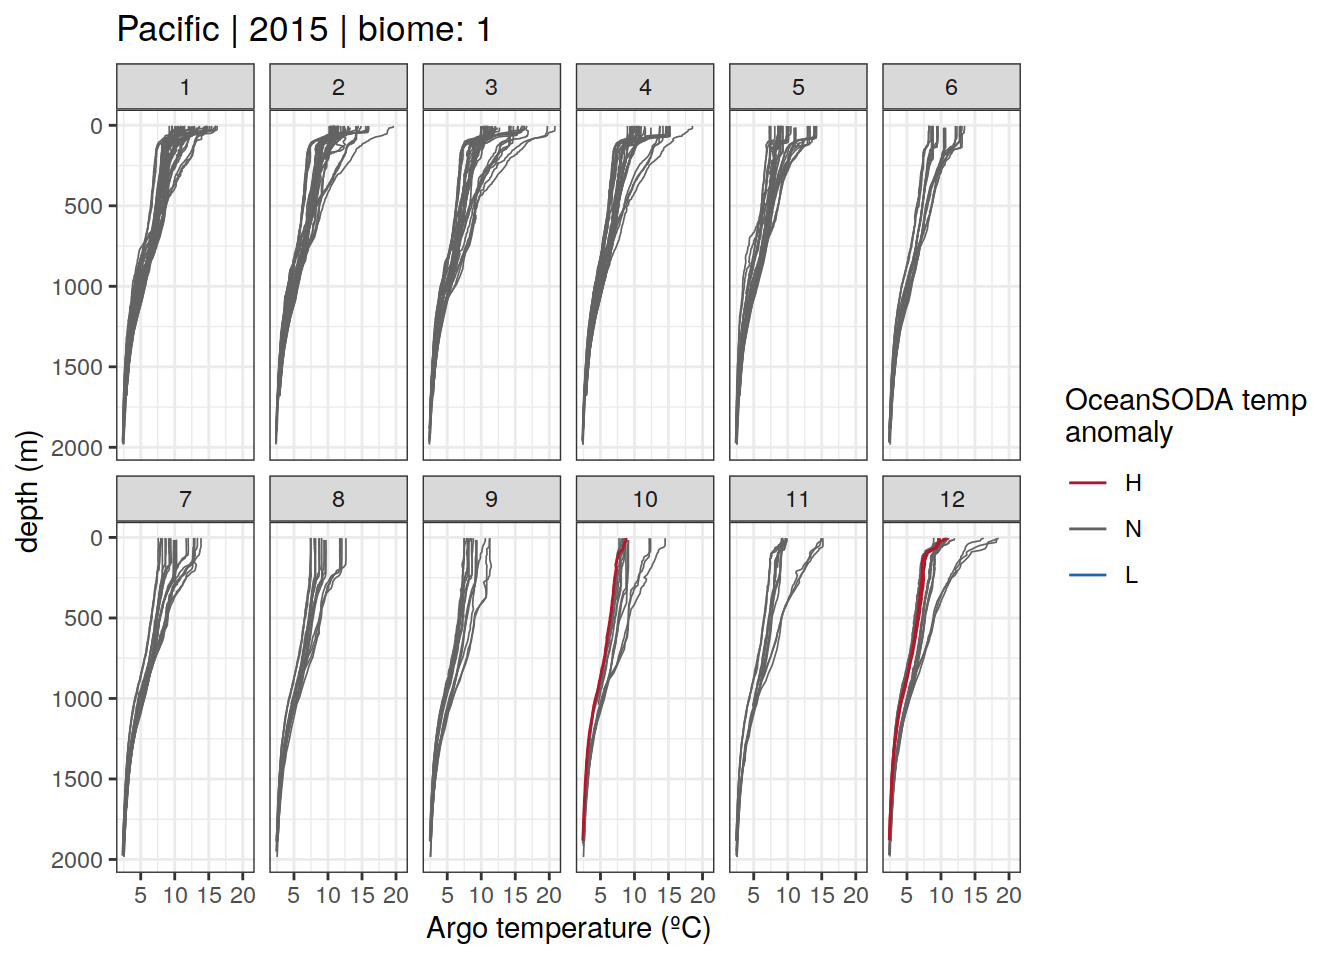 Pacific | 2015 | biome: 1
1 2 3 4 5 6
0
500
1000
1500
2000
7 8 9 10 11 12
0
500
1000
1500
2000
5 10 15 20 5 10 15 20 5 10 15 20 5 10 15 20 5 10 15 20 5 10 15 20
depth (m)
Argo temperature (ºC)
OceanSODA temp
anomaly
H
N
L